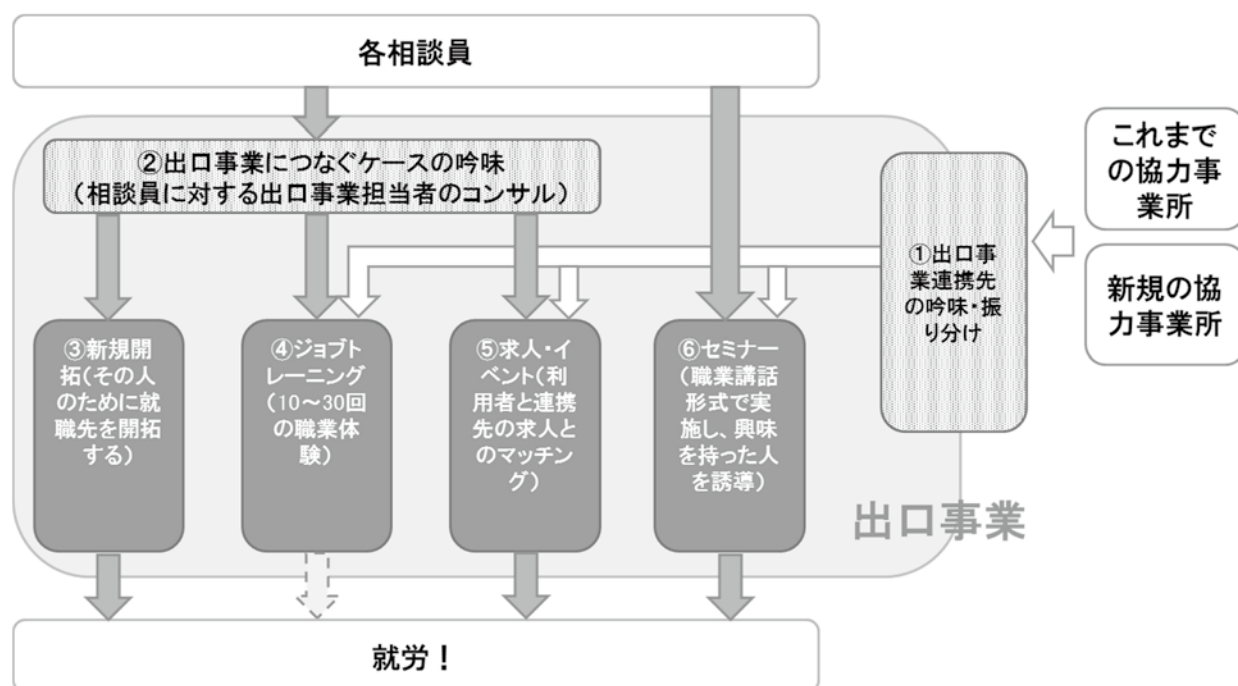 各相談員
②出口事業につなぐケースの吟味
(相談員に対する出口事業担当者のコンサル)
これまで
の協力事
業所
①出口事
業連携先
の吟味・振
り分け
新規の協
力事業所
③新規開
拓(その人
のために就
職先を開拓
する)
④ジョブト
レーニング
(10～30回
の職業体
験)
⑤求人・イ
ベント(利
用者と連携
先の求人と
のマッチン
グ)
⑥セミナー
(職業講話
形式で実
施し、興味
を持った人
を誘導)
出口事業
就労！